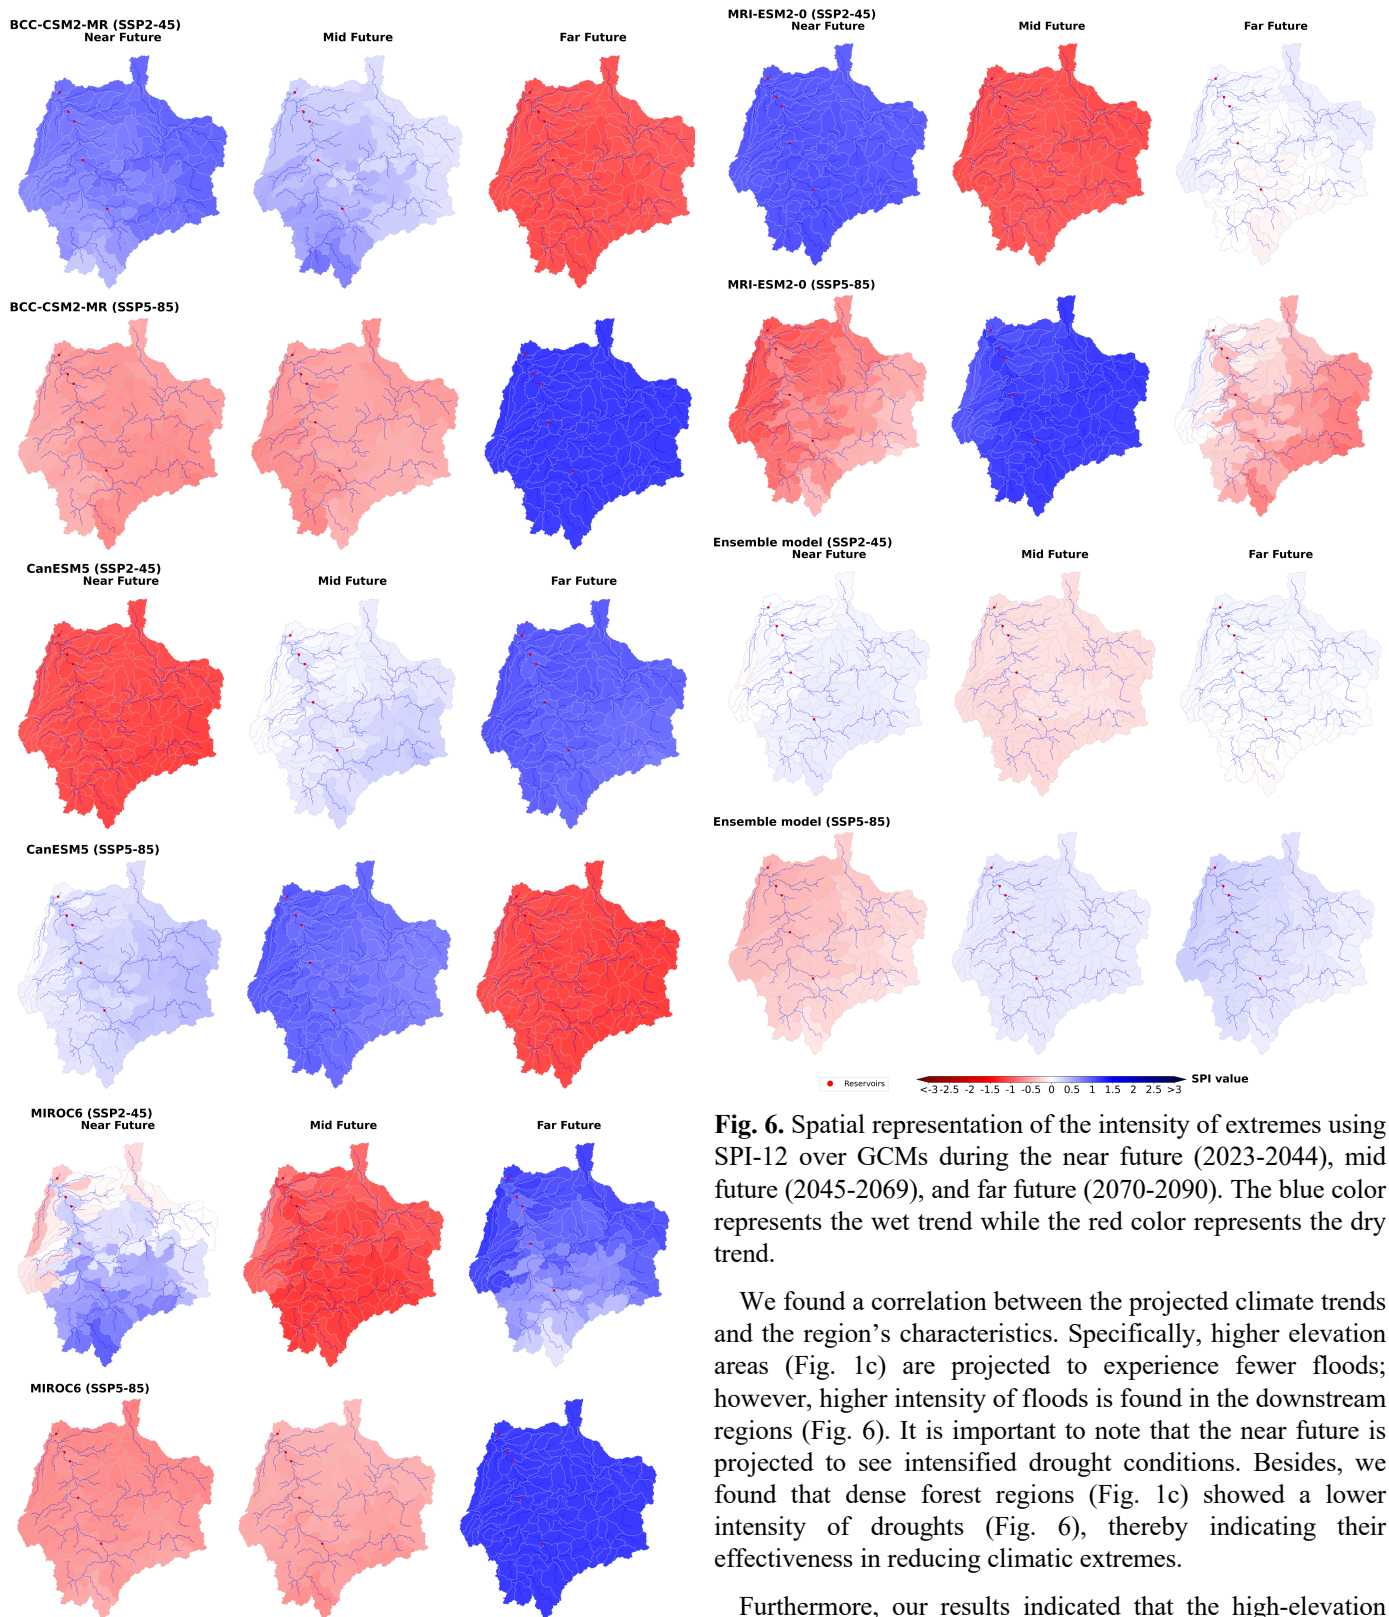 BCC-CSM2-MR (SSP2-45)
Near Future
Mid Future
Far Future
BCC-CSM2-MR (SSP5-85)
CanESM5 (SSP2-45)
Near Future
Mid Future
Far Future
CanESM5 (SSP5-85)
MIROC6 (SSP2-45)
Near Future
Mid Future
Far Future
MIROC6 (SSP5-85)
MRI-ESM2-0 (SSP2-45)
Near Future
Mid Future
Far Future
MRI-ESM2-0 (SSP5-85)
Ensemble model (SSP2-45)
Near Future
Mid Future
Far Future
Ensemble model (SSP5-85)
Reservoirs
SPI value
<-3 -2.5 -2 -1.5 -1 -0.5 0 0.5 1 1.5 2 2.5 >3
Fig. 6. Spatial representation of the intensity of extremes using
SPI-12 over GCMs during the near future (2023-2044), mid
future (2045-2069), and far future (2070-2090). The blue color
represents the wet trend while the red color represents the dry
trend.
We found a correlation between the projected climate trends
and the region’s characteristics. Specifically, higher elevation
areas (Fig. 1c) are projected to experience fewer floods;
however, higher intensity of floods is found in the downstream
regions (Fig. 6). It is important to note that the near future is
projected to see intensified drought conditions. Besides, we
found that dense forest regions (Fig. 1c) showed a lower
intensity of droughts (Fig. 6), thereby indicating their
effectiveness in reducing climatic extremes.
Furthermore, our results indicated that the high-elevation